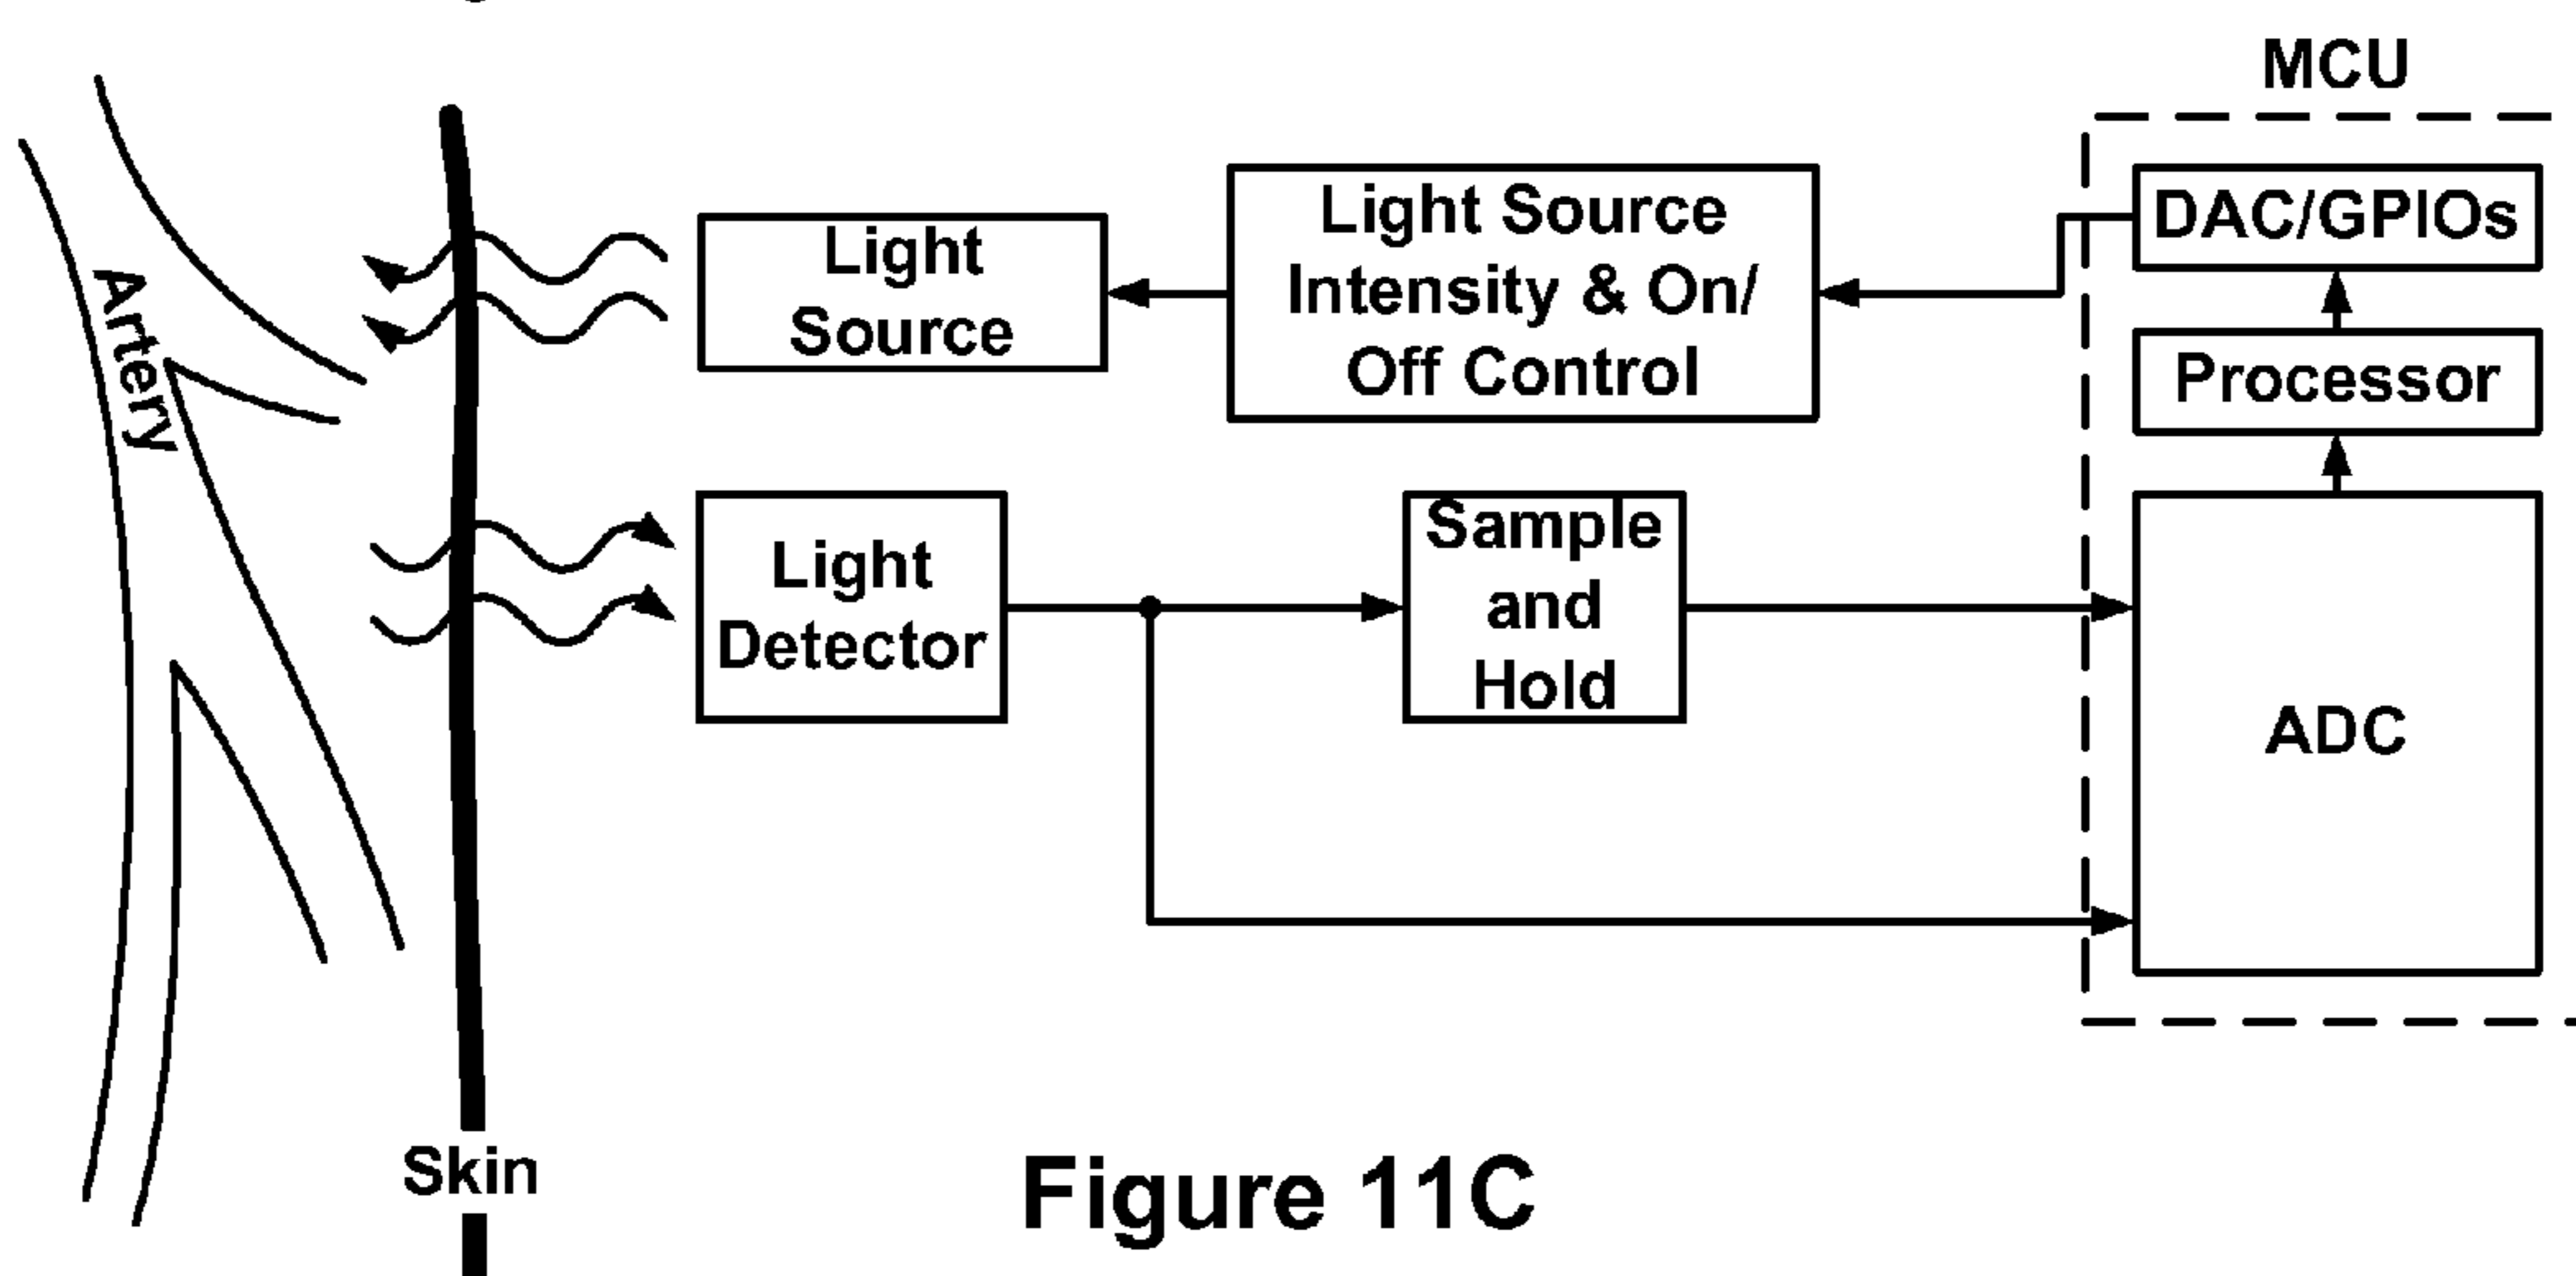 MCU
Light Source
Intensity & On/
Off Control
DAC/GPIOs
Light
Source
Processor
Artery
Light
Detector
Sample
and
Hold
ADC
Skin
Figure 11C